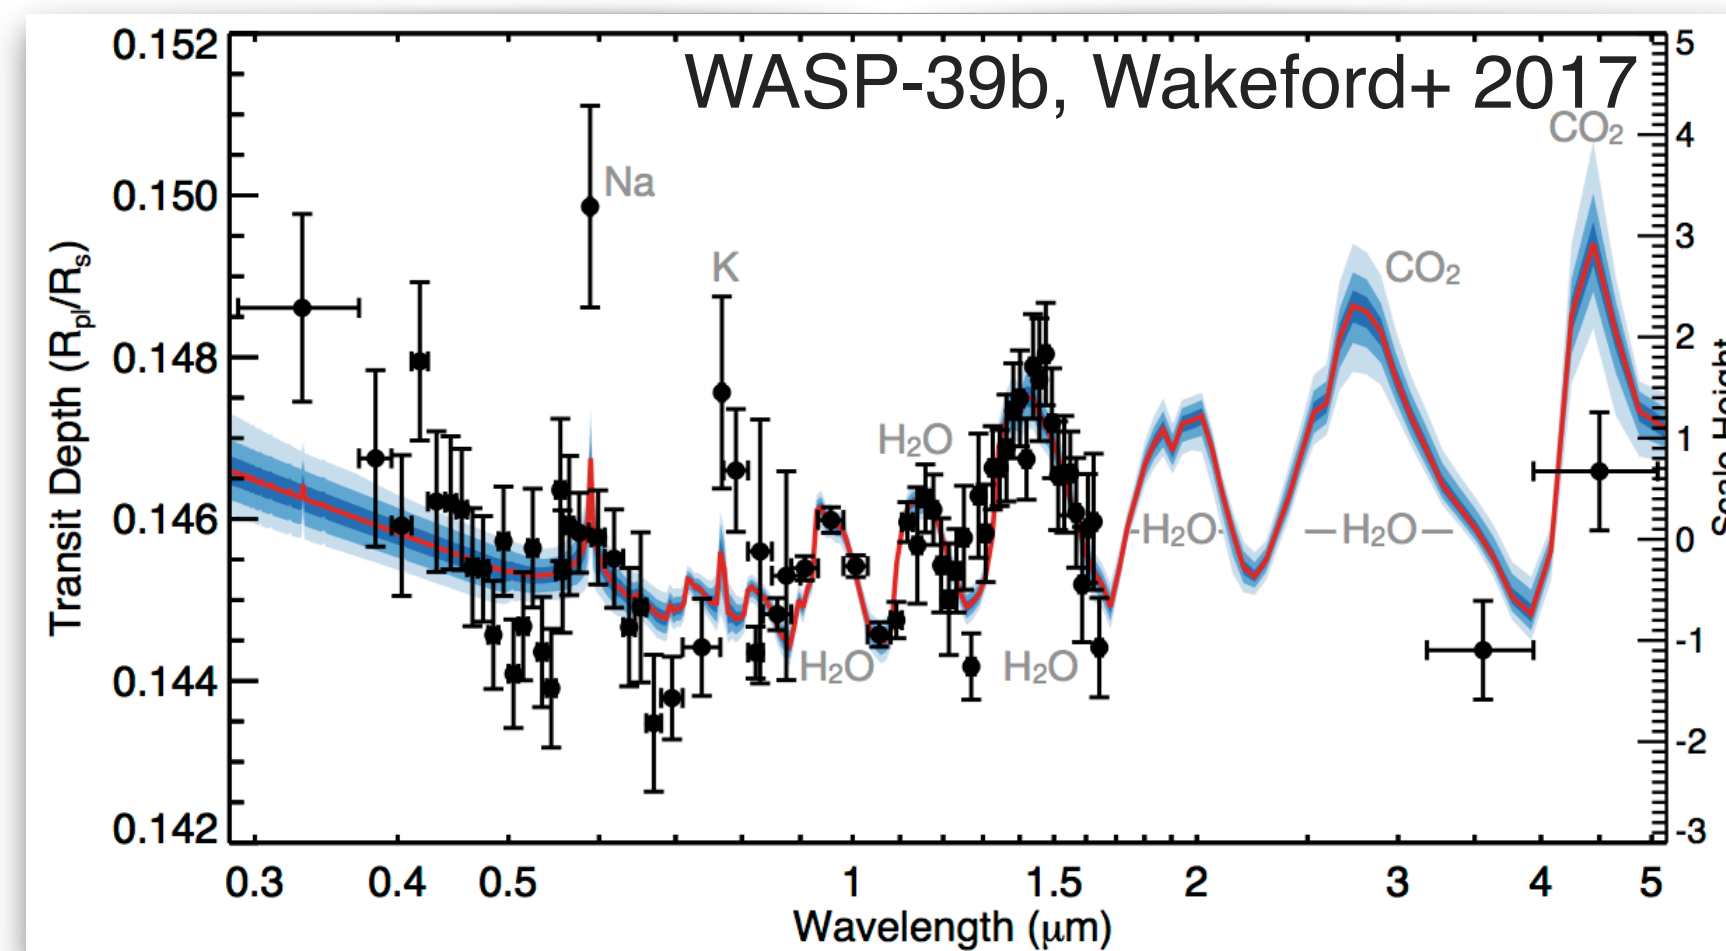 WASP-39b, Wakeford+ 2017
0.152
0.150
0.148
0.146
0.144
0.142
Transit Depth (Rpl/Rs)
5
4
3
2
1
0
-1
-2
-3
Scale Height
Na
K
H₂O
H₂O
H₂O
-H₂O-
—H₂O—
CO₂
CO₂
0.3 0.4 0.5 1 1.5 2 3 4 5
Wavelength (μm)